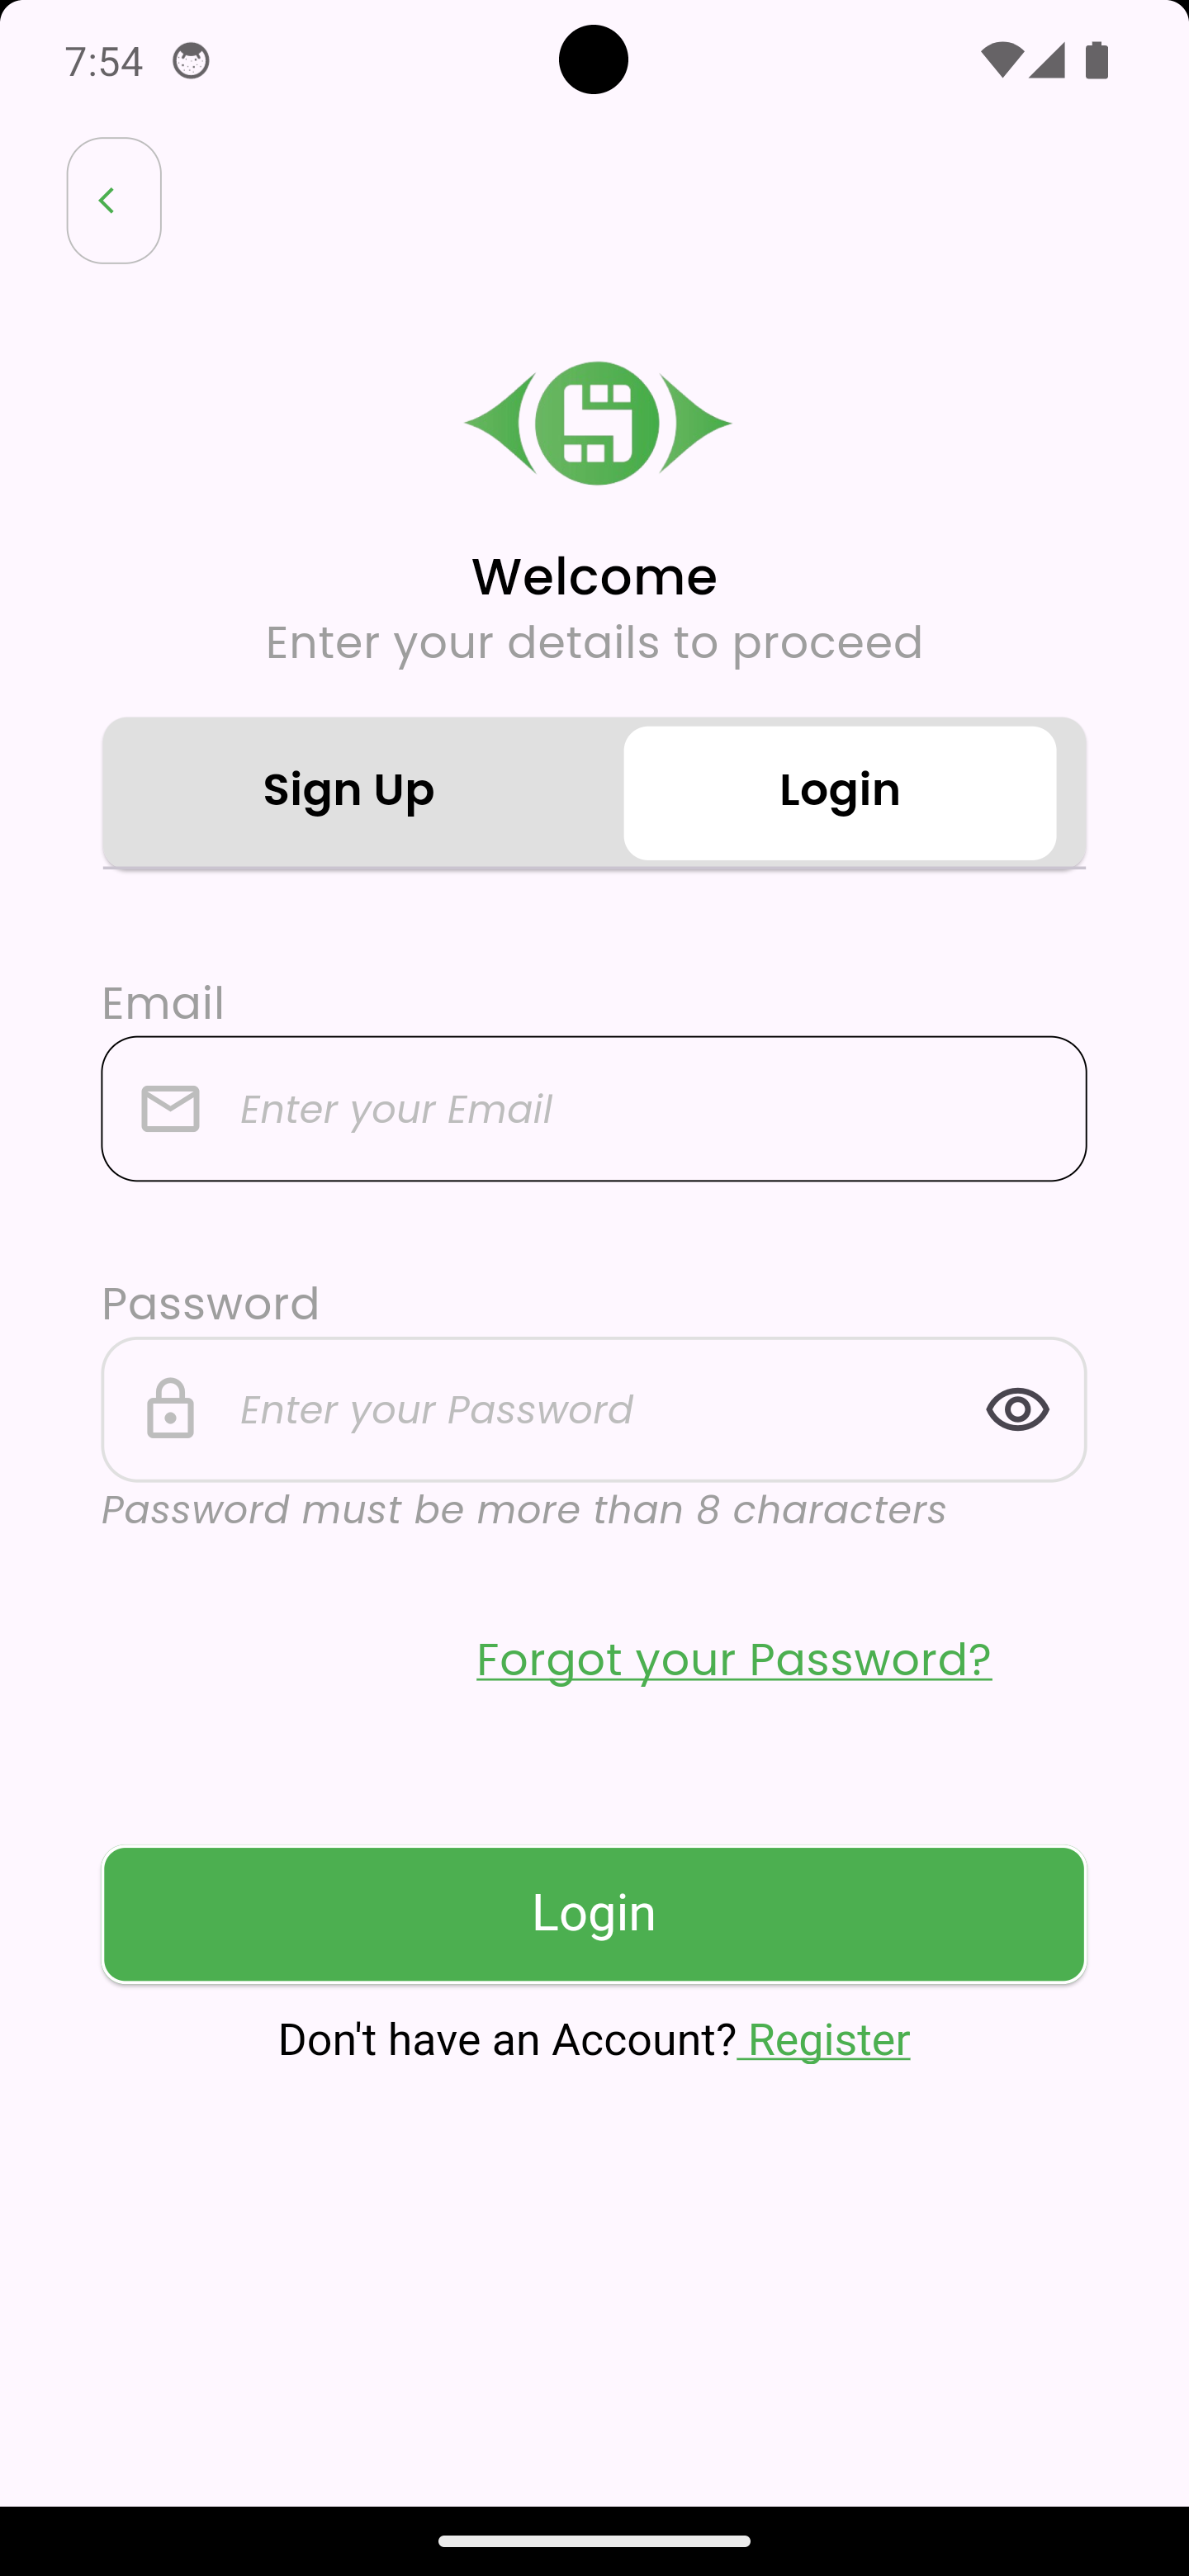 7:54
Welcome
Enter your details to proceed
Sign Up Login
Email
Enter your Email
Password
Enter your Password
Password must be more than 8 characters
Forgot your Password?
Login
Don't have an Account? Register